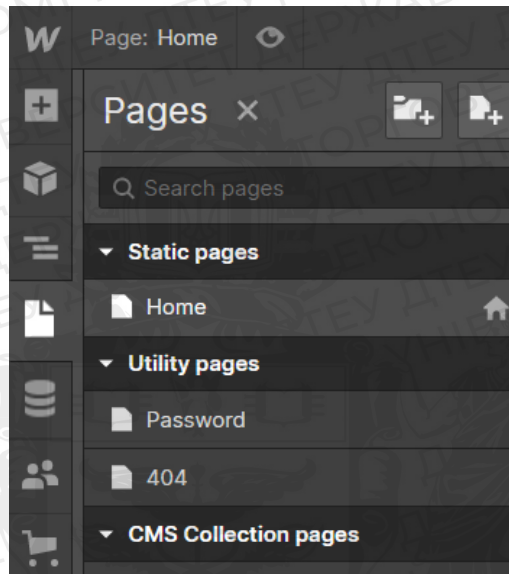 W Page: Home
Pages
Search pages
Static pages
Home
Utility pages
Password
404
CMS Collection pages